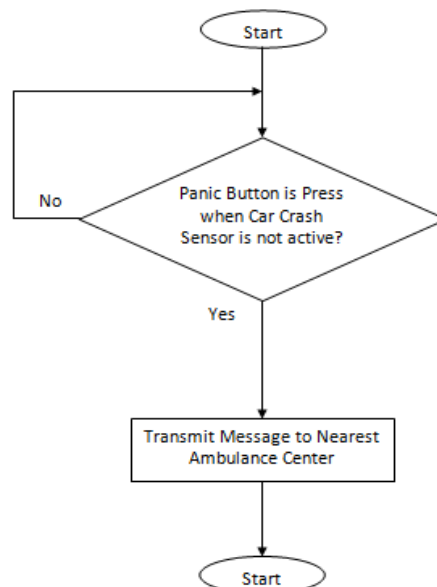 Start
Panic Button is Press
when Car Crash
Sensor is not active?
No
Yes
Transmit Message to Nearest
Ambulance Center
Start